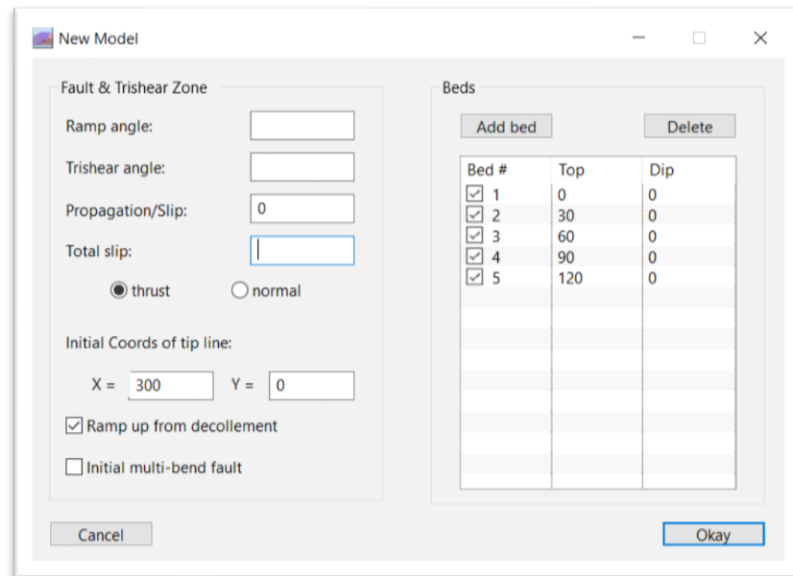 New Model
Fault & Trishear Zone
Ramp angle:
Trishear angle:
Propagation/Slip: 0
Total slip:
thrust normal
Initial Coords of tip line:
X = 300 Y = 0
Ramp up from decollement
Initial multi-bend fault
Cancel
Beds
Add bed Delete
Bed # Top Dip
1 0 0
2 30 0
3 60 0
4 90 0
5 120 0
Okay